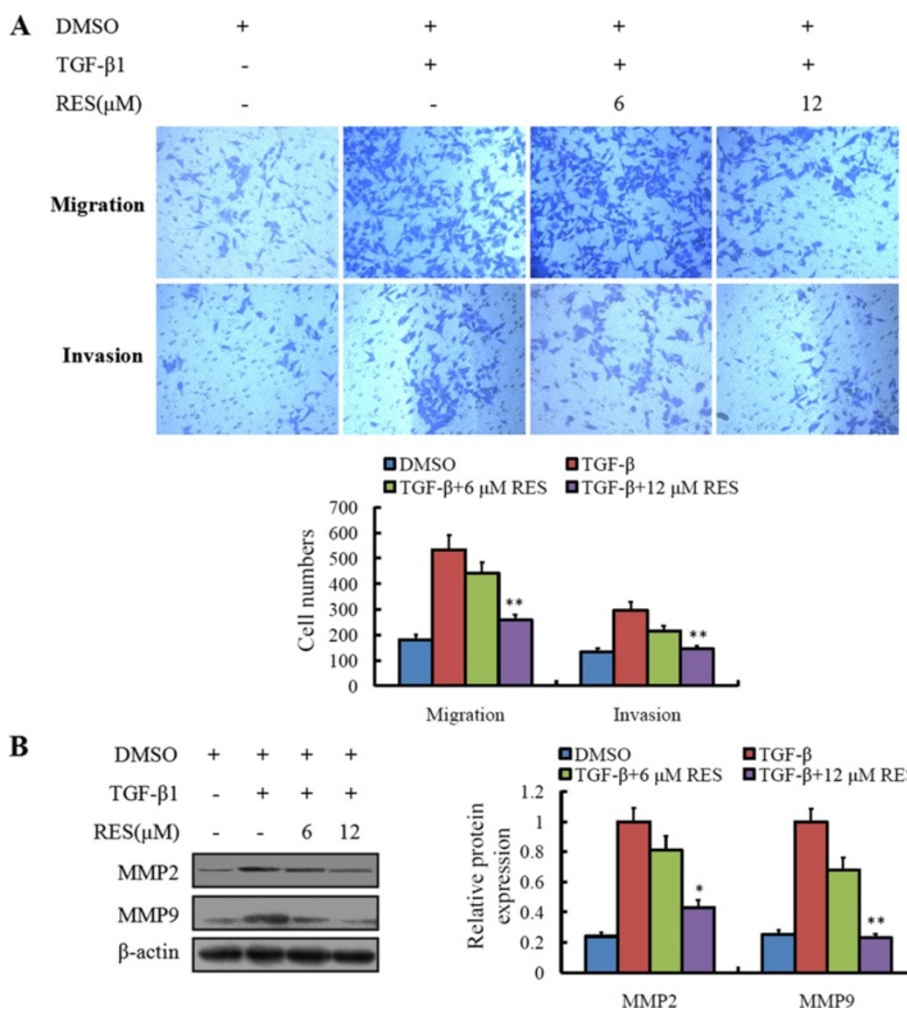 A
DMSO + + + +
TGF-β1 - + + +
RES(μM) - - 6 12
Migration
Invasion
DMSO TGF-β
TGF-β+6 μM RES TGF-β+12 μM RES
700
600
500
400
300
200
100
0
Cell numbers
** **
Migration Invasion
B
DMSO + + + +
TGF-β1 - + + +
RES(μM) - - 6 12
MMP2
MMP9
β-actin
DMSO TGF-β
TGF-β+6 μM RES TGF-β+12 μM RES
1.2
1
0.8
0.6
0.4
0.2
0
Relative protein
expression
* **
MMP2 MMP9